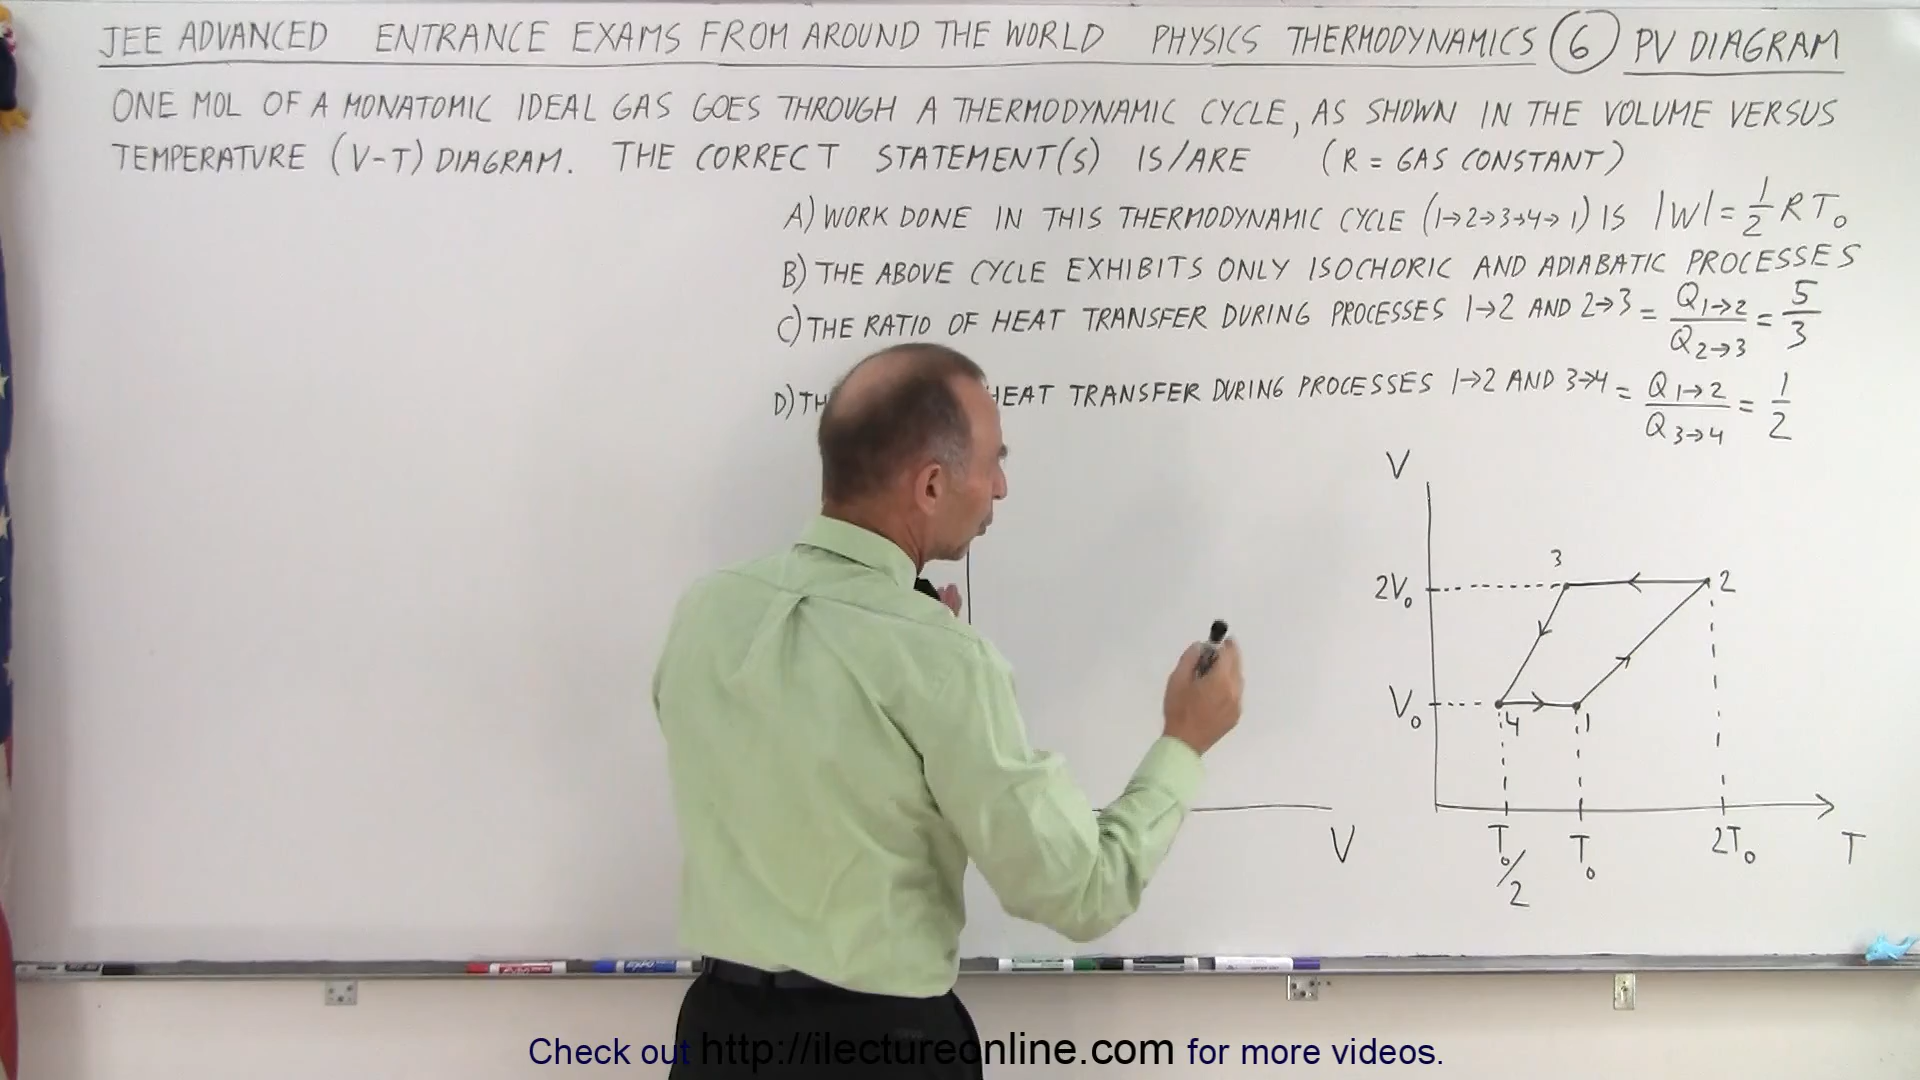 JEE ADVANCED ENTRANCE EXAMS FROM AROUND THE WORLD PHYSICS THERMODYNAMICS 6 PV DIAGRAM
ONE MOL OF A MONATOMIC IDEAL GAS GOES THROUGH A THERMODYNAMIC CYCLE, AS SHOWN IN THE VOLUME VERSUS
TEMPERATURE (V-T) DIAGRAM. THE CORRECT STATEMENT(S) IS/ARE (R = GAS CONSTANT)
A) WORK DONE IN THIS THERMODYNAMIC CYCLE (1→2→3→4→1) IS |W| = 1/2 RT₀
B) THE ABOVE CYCLE EXHIBITS ONLY ISOCHORIC AND ADIABATIC PROCESSES
C) THE RATIO OF HEAT TRANSFER DURING PROCESSES 1→2 AND 2→3 = Q₁→₂/Q₂→₃ = 5/3
D) HEAT TRANSFER DURING PROCESSES 1→2 AND 3→4 = Q₁→₂/Q₃→₄ = 1/2
V
3
2V₀ 2
V₀ 4 1
T₀/2 T₀ 2T₀ T
V
Check out http://ilectureonline.com for more videos.